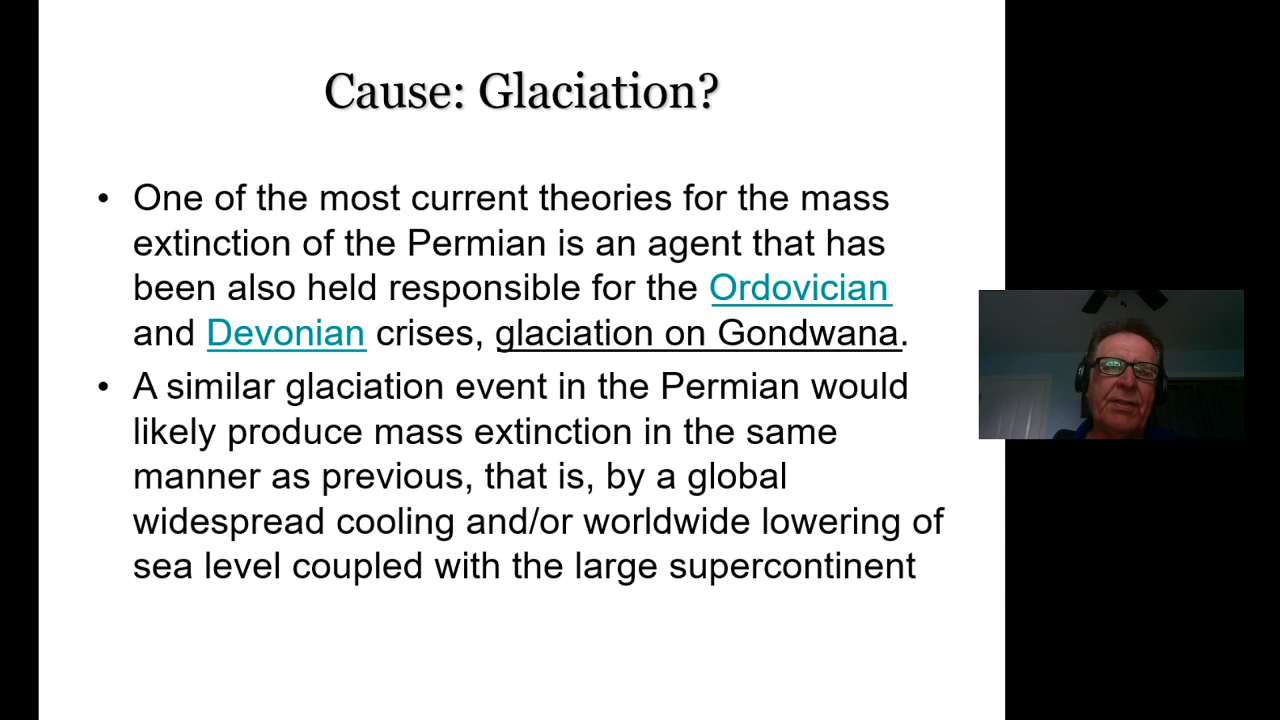 Cause: Glaciation?
• One of the most current theories for the mass
extinction of the Permian is an agent that has
been also held responsible for the Ordovician
and Devonian crises, glaciation on Gondwana.
• A similar glaciation event in the Permian would
likely produce mass extinction in the same
manner as previous, that is, by a global
widespread cooling and/or worldwide lowering of
sea level coupled with the large supercontinent